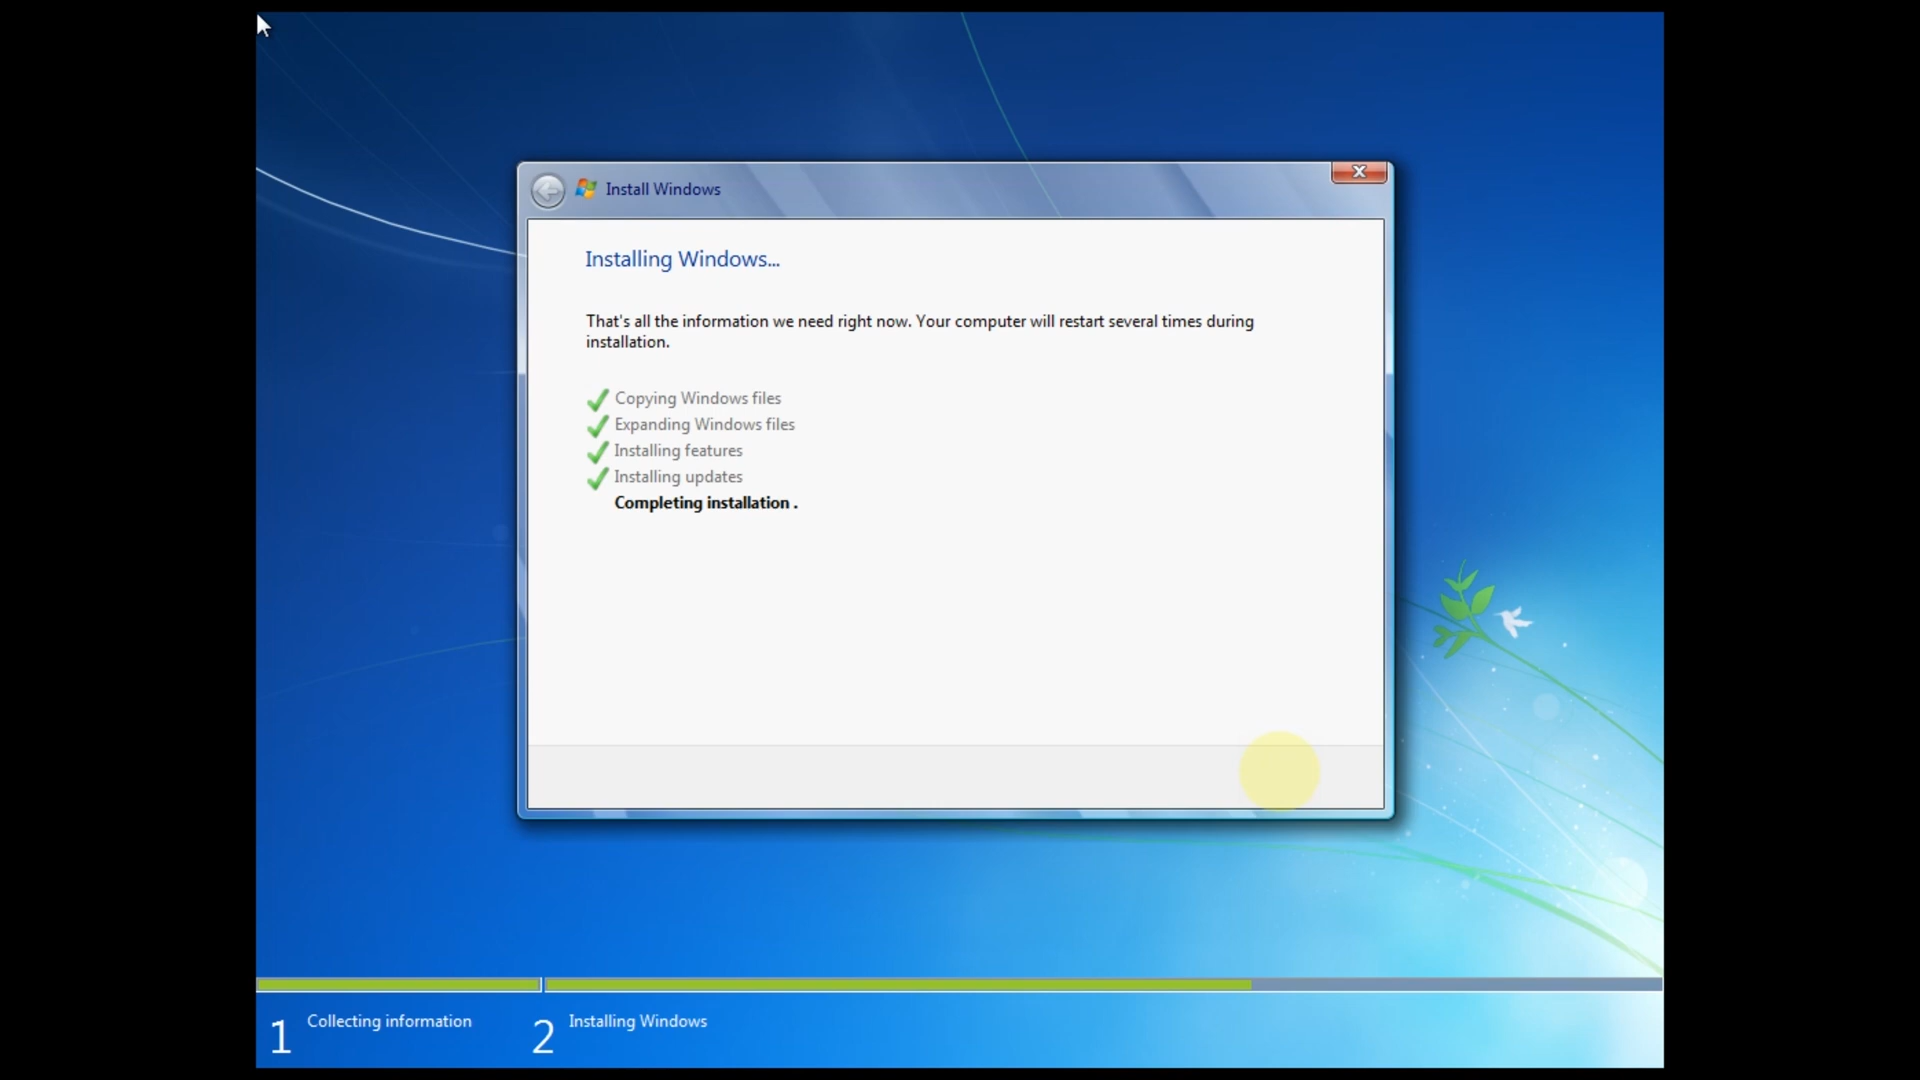 Install Windows
Installing Windows...
That's all the information we need right now. Your computer will restart several times during
installation.
Copying Windows files
Expanding Windows files
Installing features
Installing updates
Completing installation .
1 Collecting information
2 Installing Windows